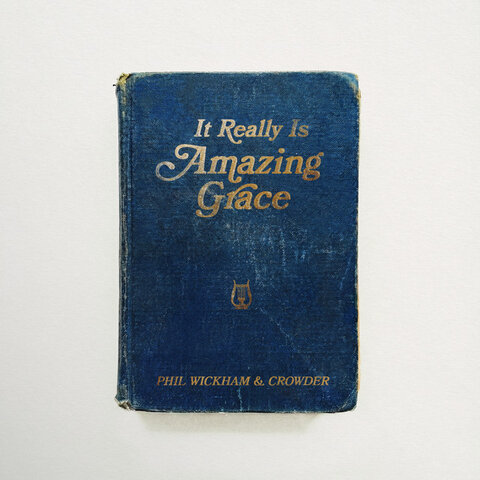 It Really Is
Amazing
Grace
PHIL WICKHAM & CROWDER